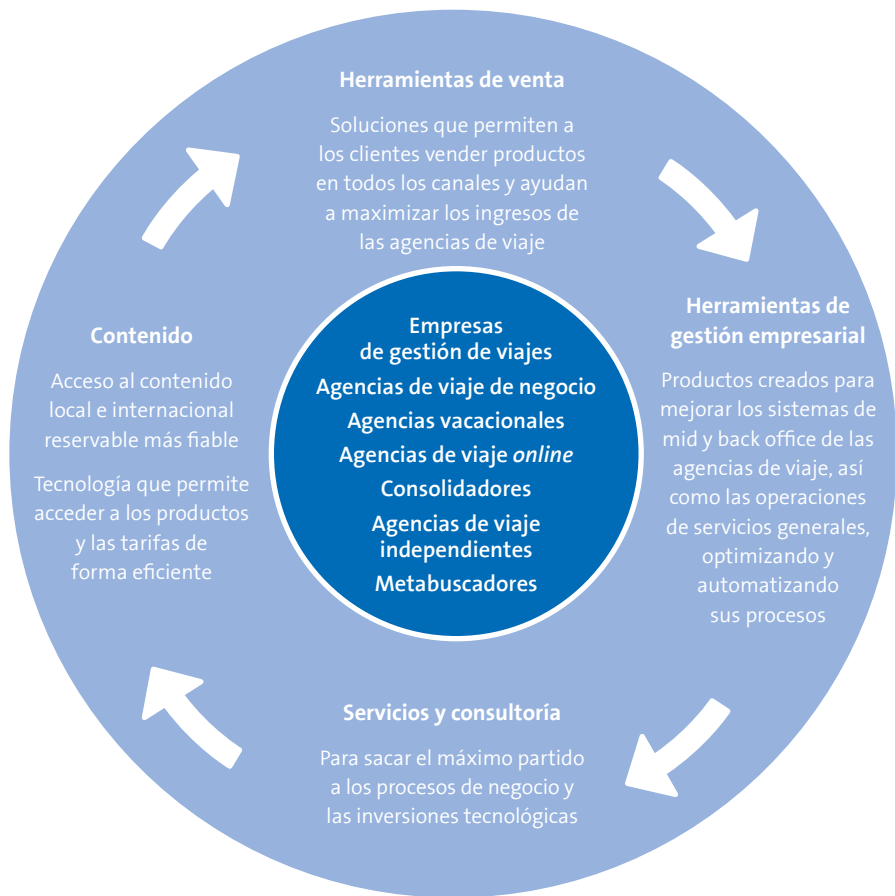 Herramientas de venta
Soluciones que permiten a
los clientes vender productos
en todos los canales y ayudan
a maximizar los ingresos de
las agencias de viaje
Herramientas de
gestión empresarial
Productos creados para
mejorar los sistemas de
mid y back office de las
agencias de viaje, así
como las operaciones
de servicios generales,
optimizando y
automatizando
sus procesos
Servicios y consultoría
Para sacar el máximo partido
a los procesos de negocio y
las inversiones tecnológicas
Contenido
Acceso al contenido
local e internacional
reservable más fiable
Tecnología que permite
acceder a los productos
y las tarifas de
forma eficiente
Empresas
de gestión de viajes
Agencias de viaje de negocio
Agencias vacacionales
Agencias de viaje online
Consolidadores
Agencias de viaje
independientes
Metabuscadores